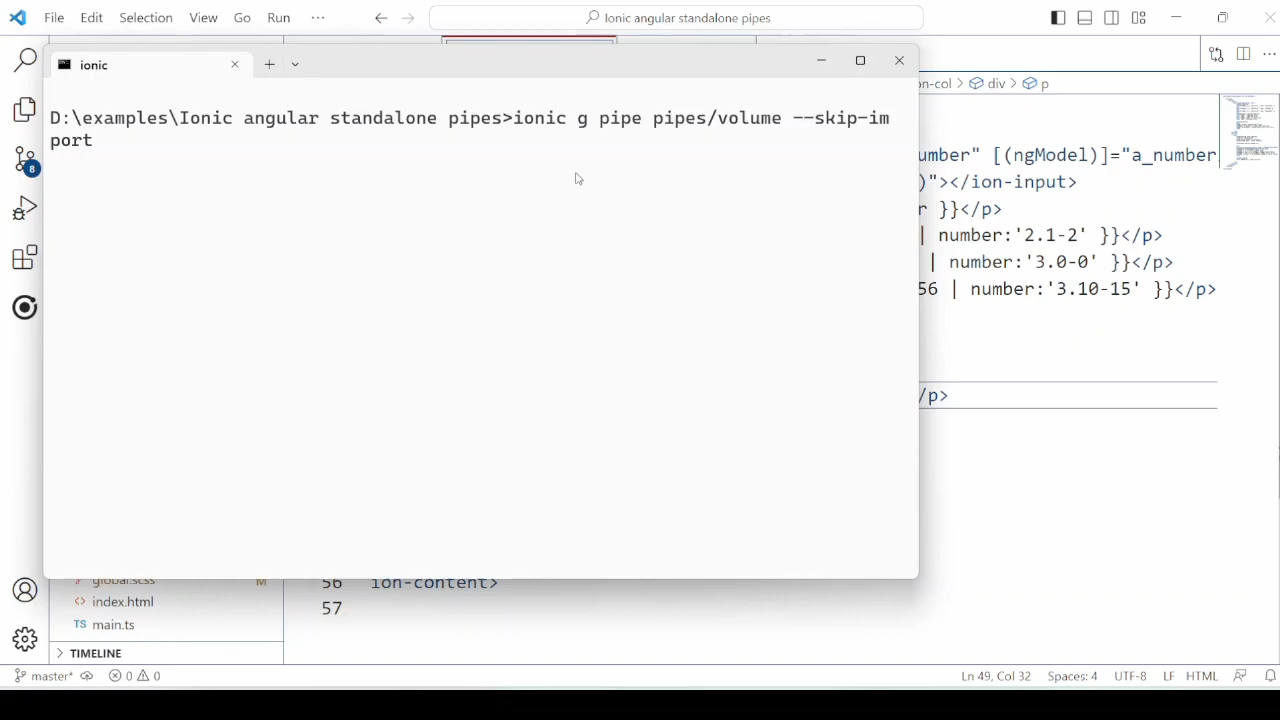 File Edit Selection View Go Run ··· Ionic angular standalone pipes
ionic
on-col > div > p
D:\examples\Ionic angular standalone pipes>ionic g pipe pipes/volume --skip-im
port
umber" [(ngModel)]="a_number
)"></ion-input>
r }}</p>
| number:'2.1-2' }}</p>
| number:'3.0-0' }}</p>
56 | number:'3.10-15' }}</p>
/p>
8
global.scss M
56 ion-content>
index.html
57
TS main.ts
TIMELINE
master* 0 0 Ln 49, Col 32 Spaces: 4 UTF-8 LF HTML